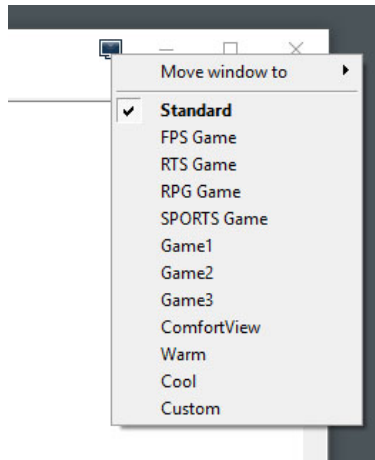 Move window to
Standard
FPS Game
RTS Game
RPG Game
SPORTS Game
Game1
Game2
Game3
ComfortView
Warm
Cool
Custom